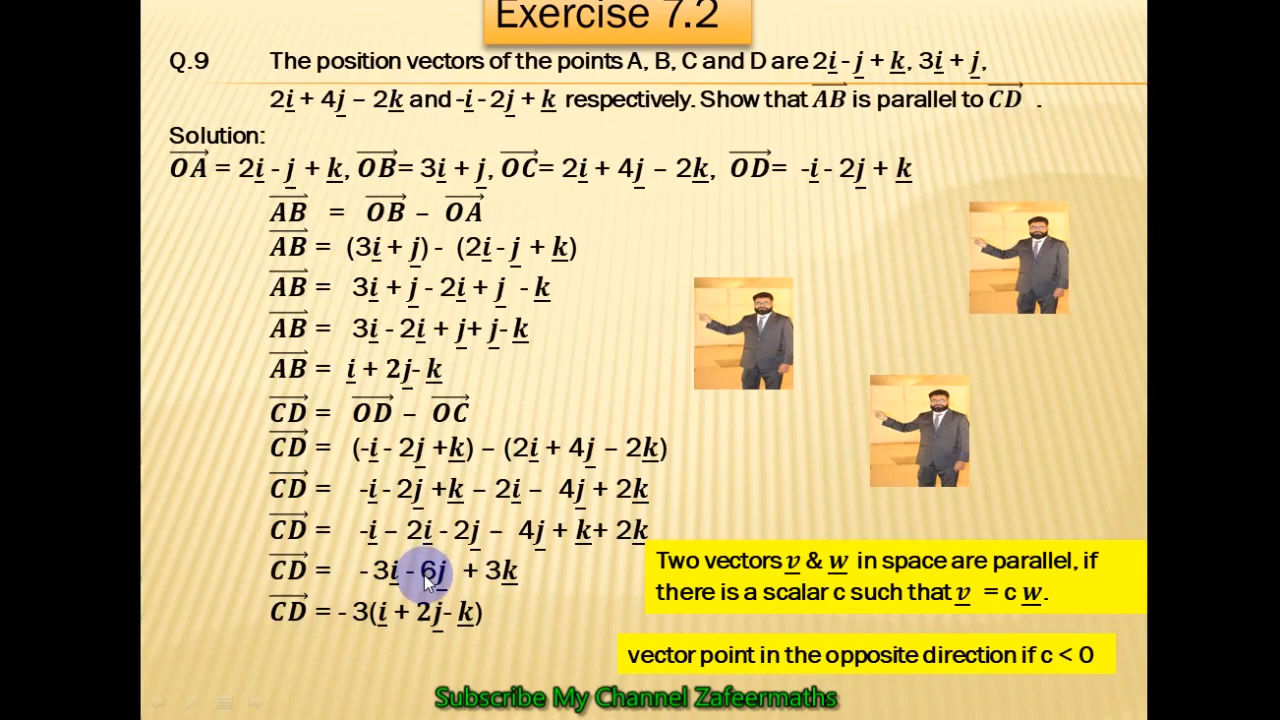 Exercise 7.2
Q.9 The position vectors of the points A, B, C and D are 2i - j + k, 3i + j,
2i + 4j – 2k and -i - 2j + k respectively. Show that AB is parallel to CD .
Solution:
OA = 2i - j + k, OB= 3i + j, OC= 2i + 4j – 2k, OD= -i - 2j + k
AB = OB – OA
AB = (3i + j) - (2i - j + k)
AB = 3i + j - 2i + j - k
AB = 3i - 2i + j+ j- k
AB = i + 2j- k
CD = OD – OC
CD = (-i - 2j +k) – (2i + 4j – 2k)
CD = -i - 2j +k – 2i – 4j + 2k
CD = -i – 2i - 2j – 4j + k+ 2k
CD = - 3i - 6j + 3k
CD = - 3(i + 2j- k)
Two vectors v & w in space are parallel, if
there is a scalar c such that v = c w.
vector point in the opposite direction if c < 0
Subscribe My Channel Zafeermaths